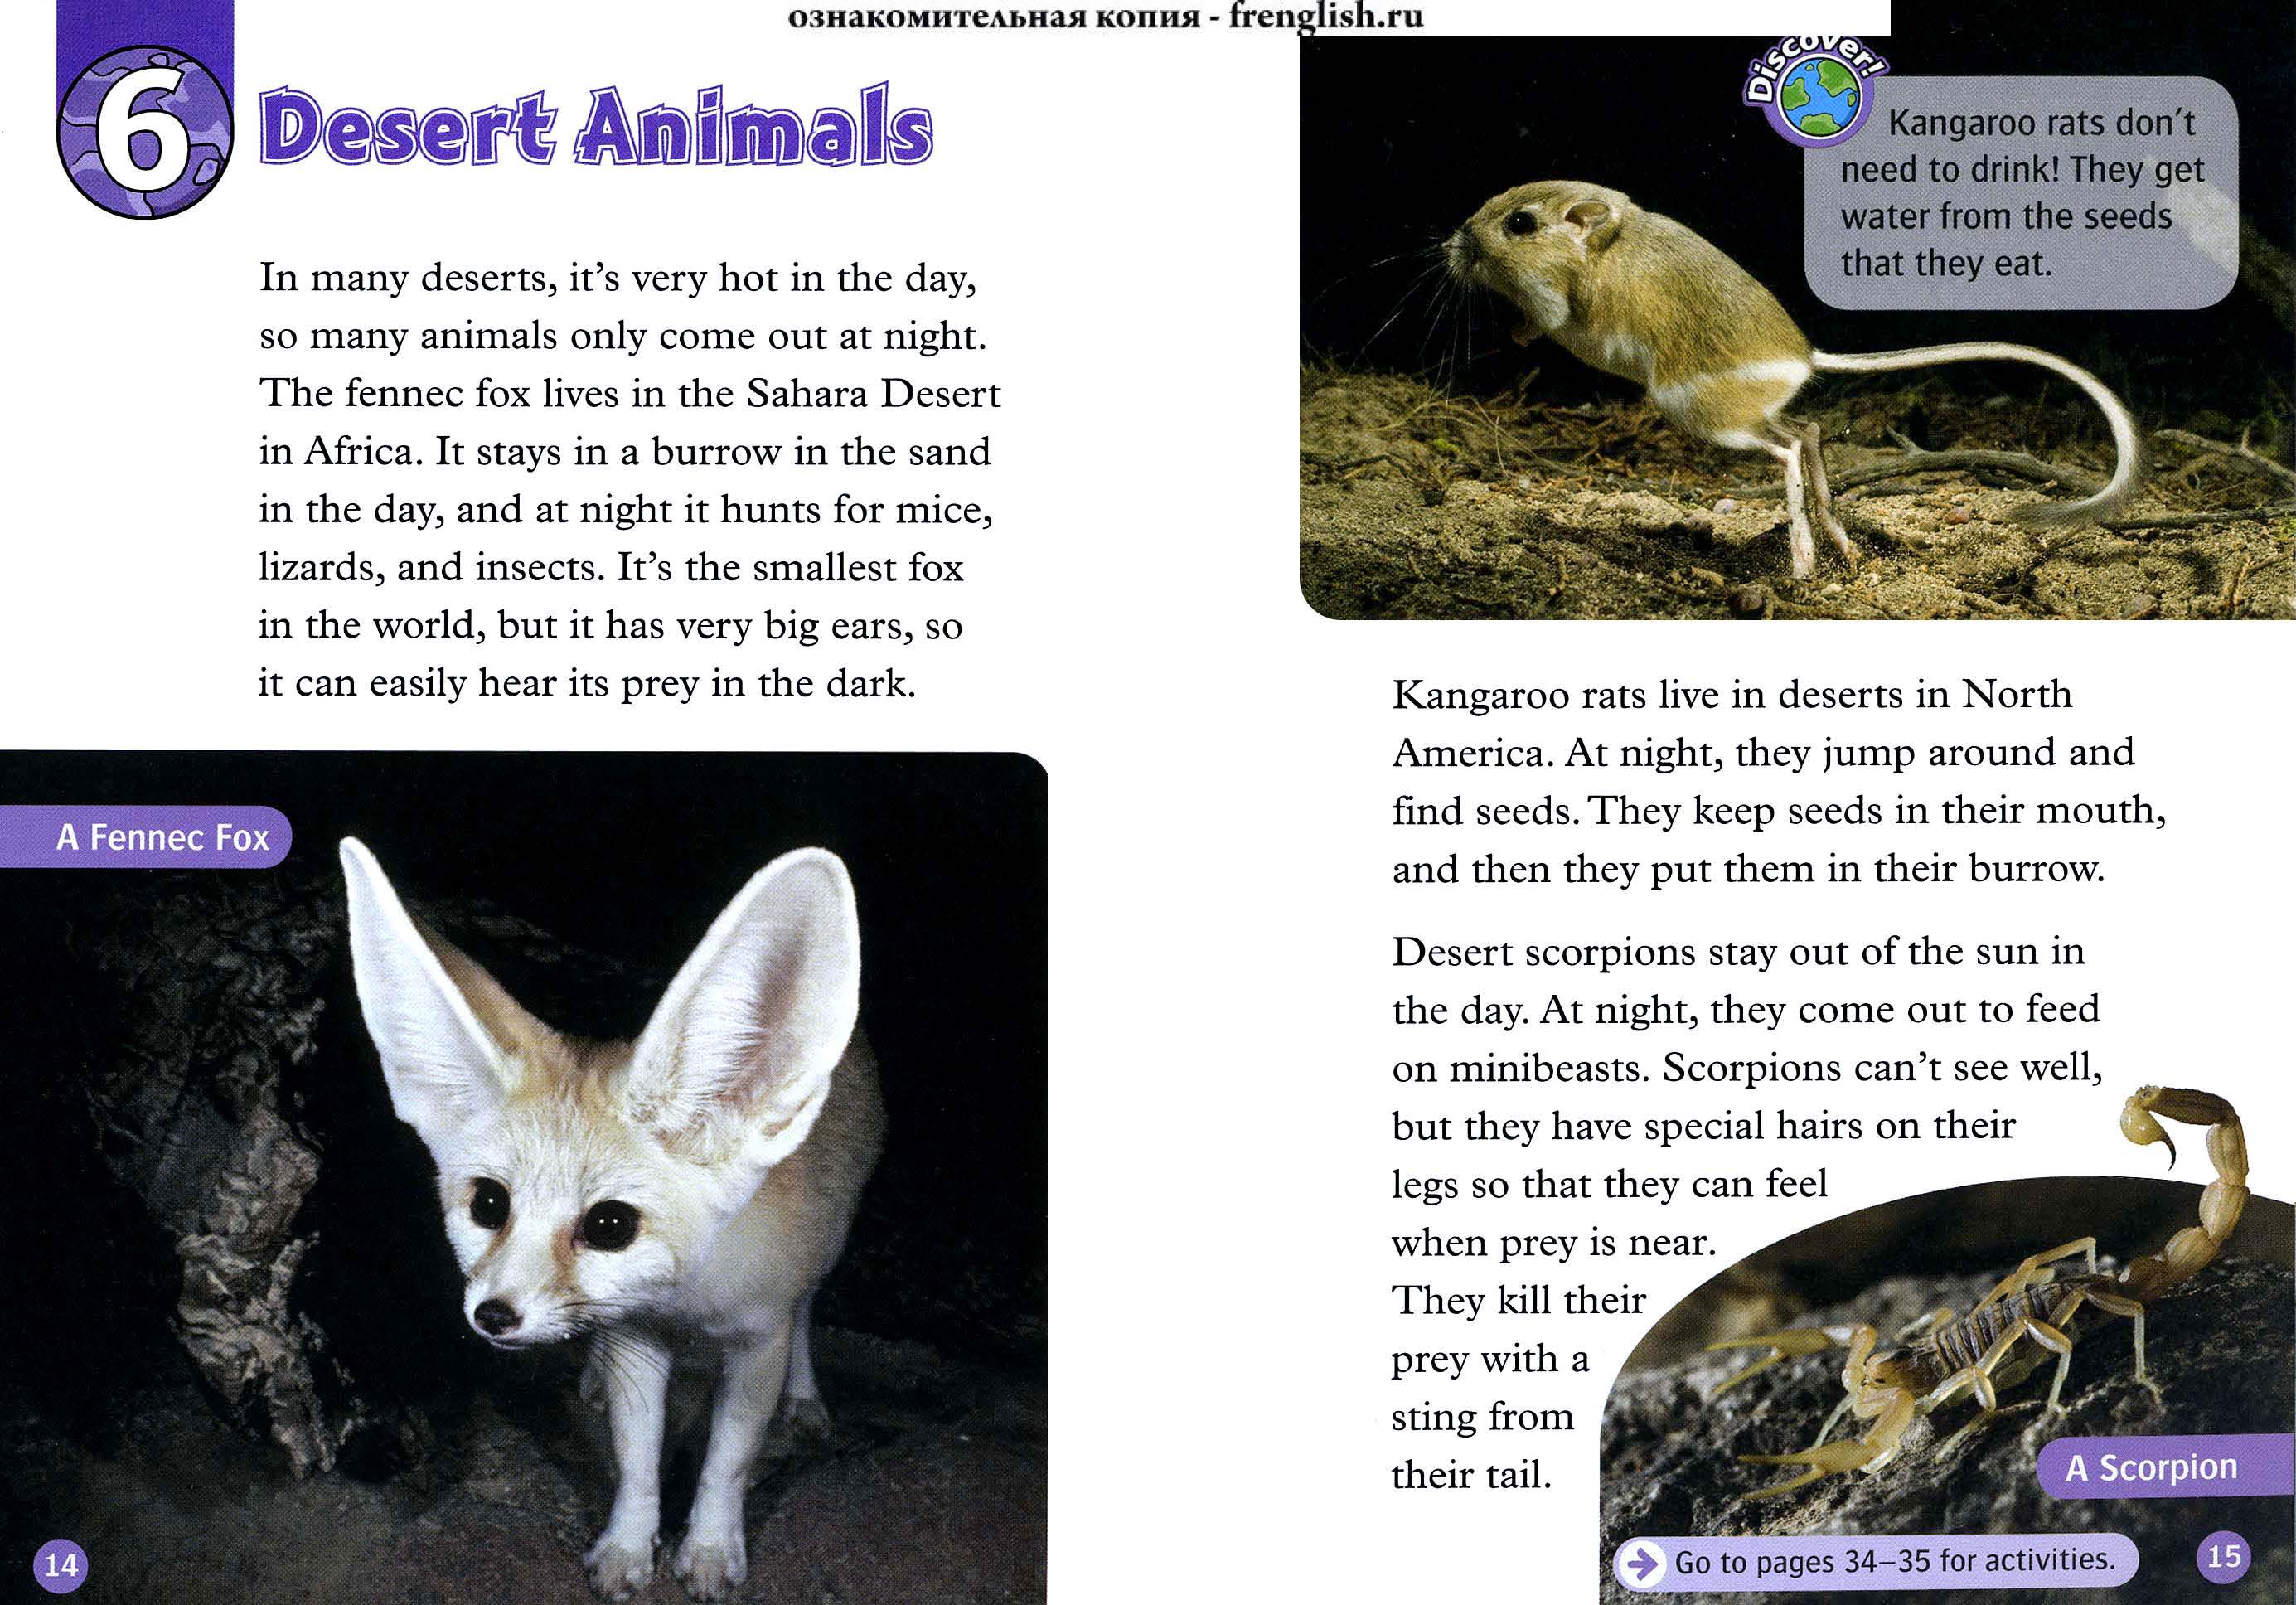 ознакомительная копия - frenglish.ru
6
Desert Animals
In many deserts, it's very hot in the day,
so many animals only come out at night.
The fennec fox lives in the Sahara Desert
in Africa. It stays in a burrow in the sand
in the day, and at night it hunts for mice,
lizards, and insects. It's the smallest fox
in the world, but it has very big ears, so
it can easily hear its prey in the dark.
A Fennec Fox
14
Discover!
Kangaroo rats don't
need to drink! They get
water from the seeds
that they eat.
Kangaroo rats live in deserts in North
America. At night, they jump around and
find seeds. They keep seeds in their mouth,
and then they put them in their burrow.
Desert scorpions stay out of the sun in
the day. At night, they come out to feed
on minibeasts. Scorpions can't see well,
but they have special hairs on their
legs so that they can feel
when prey is near.
They kill their
prey with a
sting from
their tail.
A Scorpion
Go to pages 34–35 for activities.
15